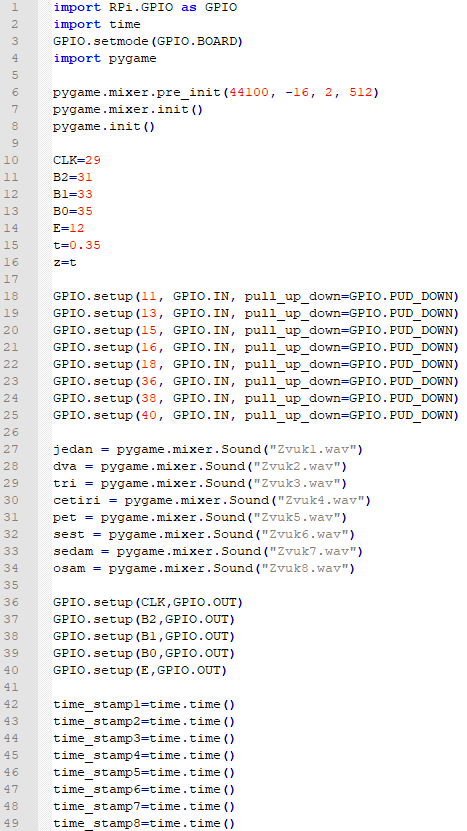 1 import RPi.GPIO as GPIO
2 import time
3 GPIO.setmode(GPIO.BOARD)
4 import pygame
5
6 pygame.mixer.pre_init(44100, -16, 2, 512)
7 pygame.mixer.init()
8 pygame.init()
9
10 CLK=29
11 B2=31
12 B1=33
13 B0=35
14 E=12
15 t=0.35
16 z=t
17
18 GPIO.setup(11, GPIO.IN, pull_up_down=GPIO.PUD_DOWN)
19 GPIO.setup(13, GPIO.IN, pull_up_down=GPIO.PUD_DOWN)
20 GPIO.setup(15, GPIO.IN, pull_up_down=GPIO.PUD_DOWN)
21 GPIO.setup(16, GPIO.IN, pull_up_down=GPIO.PUD_DOWN)
22 GPIO.setup(18, GPIO.IN, pull_up_down=GPIO.PUD_DOWN)
23 GPIO.setup(36, GPIO.IN, pull_up_down=GPIO.PUD_DOWN)
24 GPIO.setup(38, GPIO.IN, pull_up_down=GPIO.PUD_DOWN)
25 GPIO.setup(40, GPIO.IN, pull_up_down=GPIO.PUD_DOWN)
26
27 jedan = pygame.mixer.Sound("Zvuk1.wav")
28 dva = pygame.mixer.Sound("Zvuk2.wav")
29 tri = pygame.mixer.Sound("Zvuk3.wav")
30 cetiri = pygame.mixer.Sound("Zvuk4.wav")
31 pet = pygame.mixer.Sound("Zvuk5.wav")
32 sest = pygame.mixer.Sound("Zvuk6.wav")
33 sedam = pygame.mixer.Sound("Zvuk7.wav")
34 osam = pygame.mixer.Sound("Zvuk8.wav")
35
36 GPIO.setup(CLK,GPIO.OUT)
37 GPIO.setup(B2,GPIO.OUT)
38 GPIO.setup(B1,GPIO.OUT)
39 GPIO.setup(B0,GPIO.OUT)
40 GPIO.setup(E,GPIO.OUT)
41
42 time_stamp1=time.time()
43 time_stamp2=time.time()
44 time_stamp3=time.time()
45 time_stamp4=time.time()
46 time_stamp5=time.time()
47 time_stamp6=time.time()
48 time_stamp7=time.time()
49 time_stamp8=time.time()